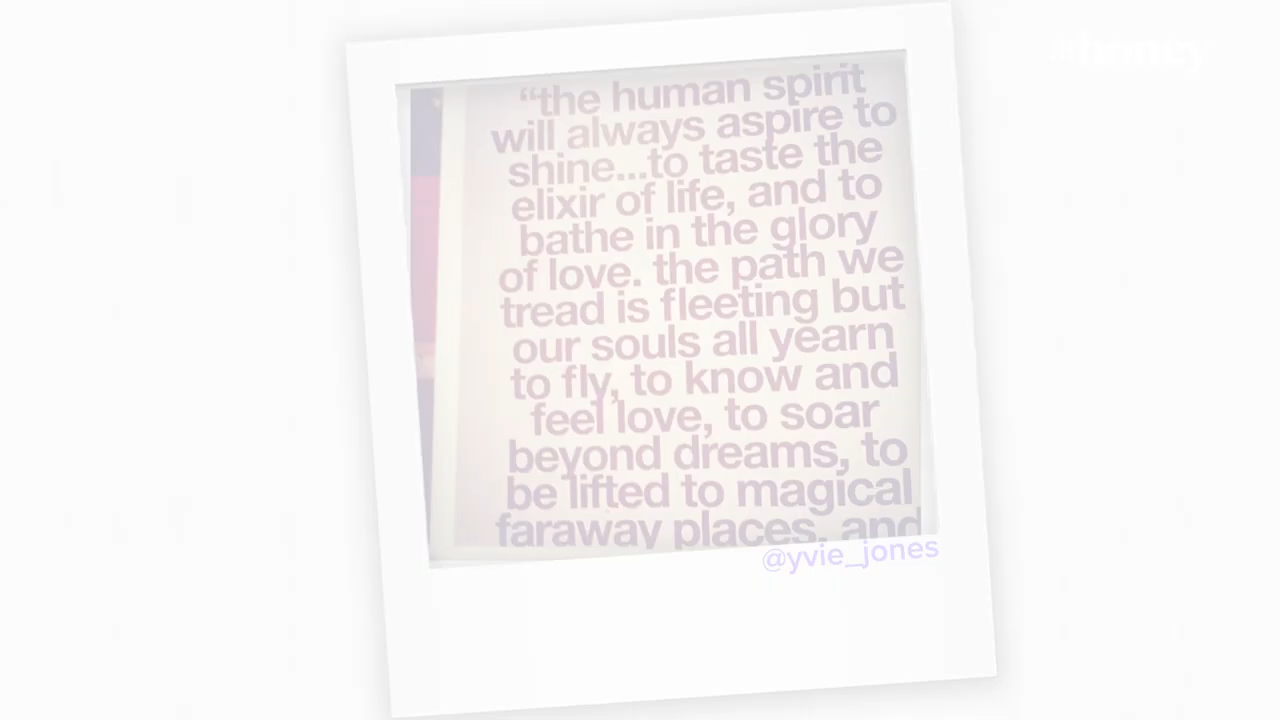 “the human spirit
will always aspire to
shine...to taste the
elixir of life, and to
bathe in the glory
of love. the path we
tread is fleeting but
our souls all yearn
to fly, to know and
feel love, to soar
beyond dreams, to
be lifted to magical
faraway places, and
@yvie_jones
honey